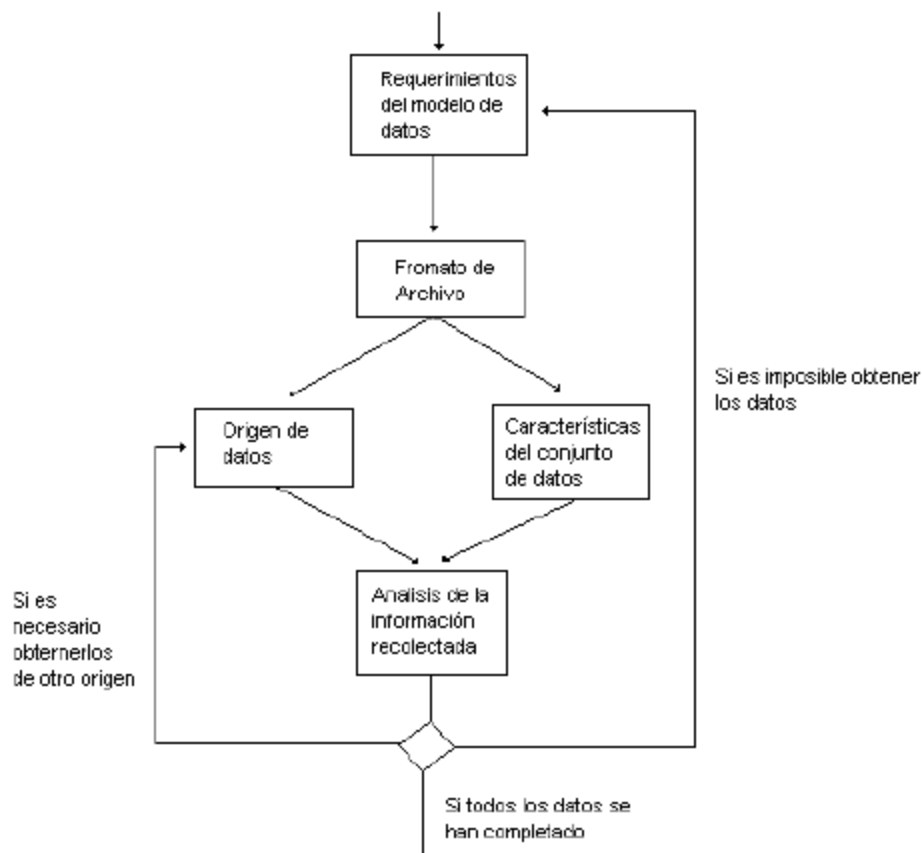 Requerimientos
del modelo de
datos
Fromato de
Archivo
Si es imposible obtener
los datos
Origen de
datos
Características
del conjunto
de datos
Si es
necesario
obternerlos
de otro origen
Analisis de la
información
recolectada
Si todos los datos se
han completado